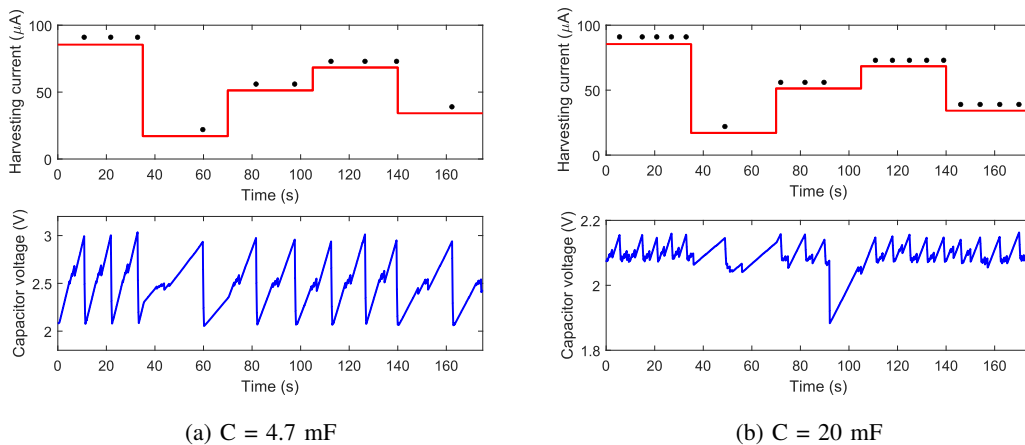 Harvesting current (μA)
100
50
0
0 20 40 60 80 100 120 140 160
Time (s)
Capacitor voltage (V)
3
2.5
2
0 20 40 60 80 100 120 140 160
Time (s)
(a) C = 4.7 mF
Harvesting current (μA)
100
50
0
0 20 40 60 80 100 120 140 160
Time (s)
Capacitor voltage (V)
2.2
2
1.8
0 20 40 60 80 100 120 140 160
Time (s)
(b) C = 20 mF